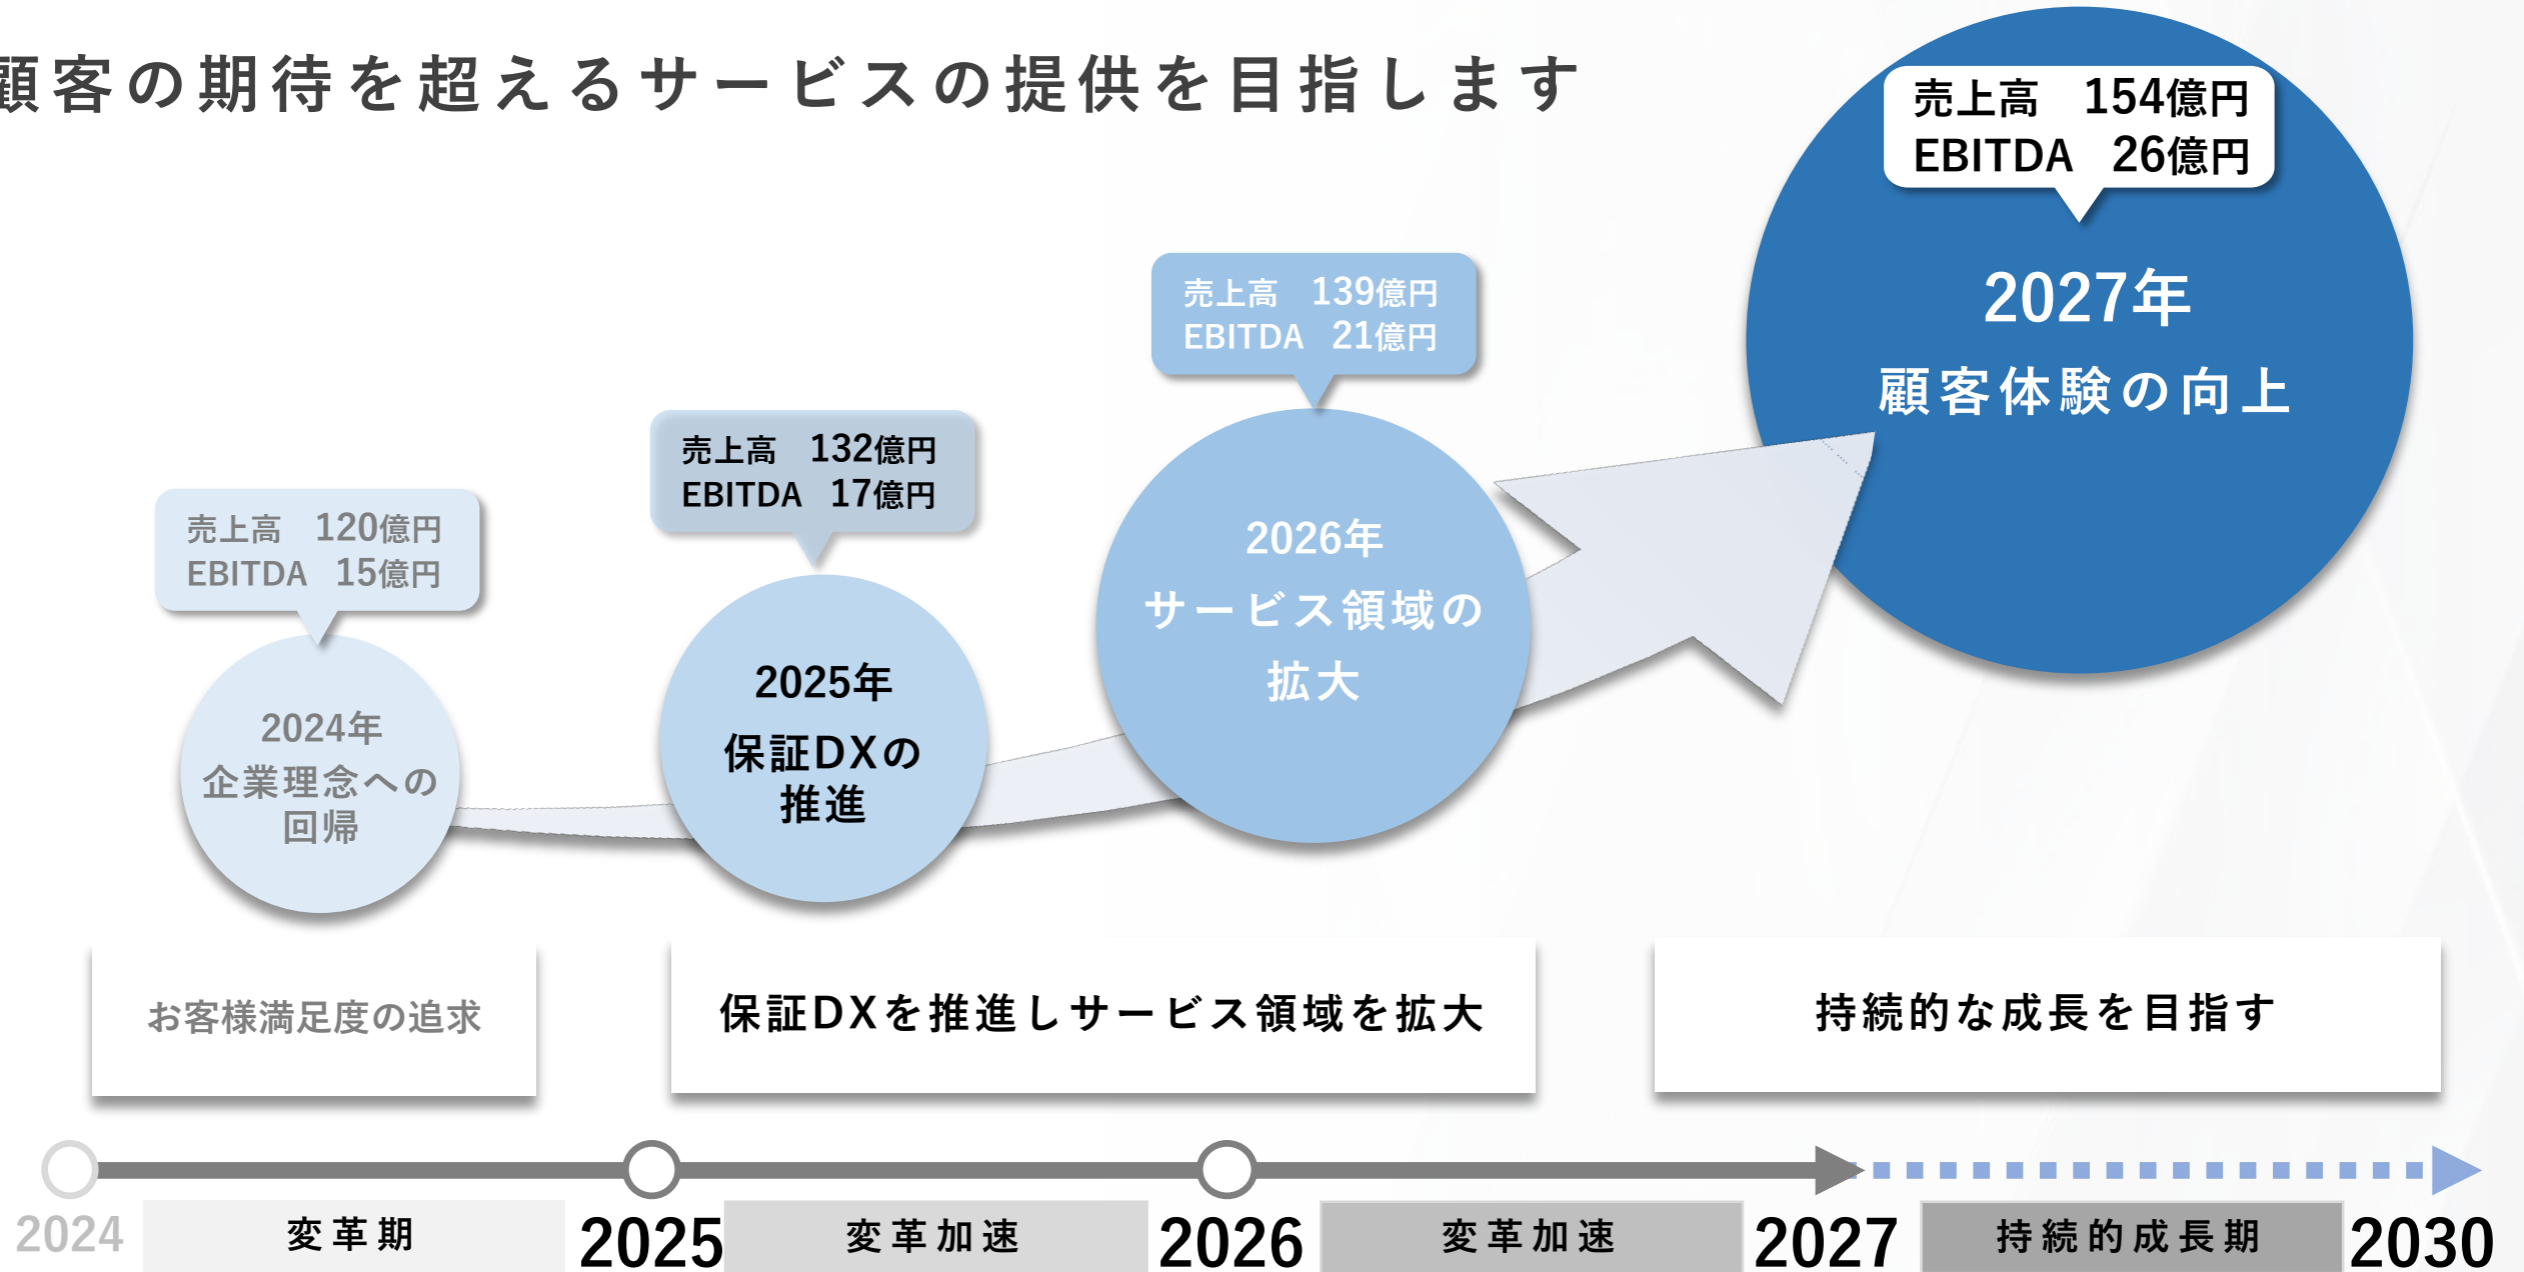 顧客の期待を超えるサービスの提供を目指します
売上高 154億円
EBITDA 26億円
2027年
顧客体験の向上
売上高 139億円
EBITDA 21億円
2026年
サービス領域の
拡大
売上高 132億円
EBITDA 17億円
2025年
保証DXの
推進
売上高 120億円
EBITDA 15億円
2024年
企業理念への
回帰
お客様満足度の追求
保証DXを推進しサービス領域を拡大
持続的な成長を目指す
2024 変革期 2025 変革加速 2026 変革加速 2027 持続的成長期 2030